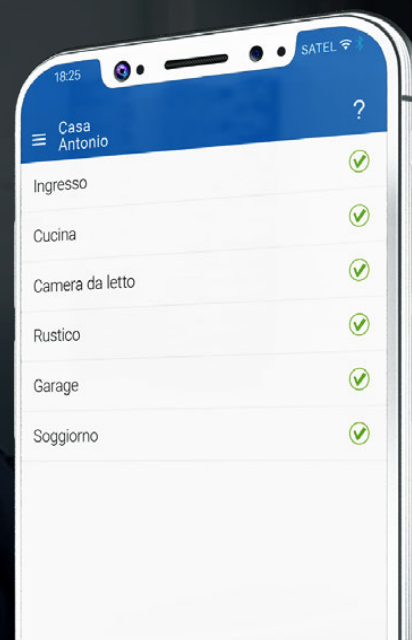 18:25
SATEL
Casa
Antonio
?
Ingresso
Cucina
Camera da letto
Rustico
Garage
Soggiorno